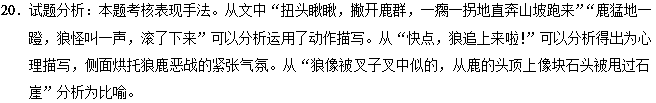 20．试题分析：本题考核表现手法。从文中“扭头瞅瞅，撇开鹿群，一瘸一拐地直奔山坡跑来”“鹿猛地一
蹬，狼怪叫一声，滚了下来”可以分析运用了动作描写。从“快点，狼追上来啦!”可以分析得出为心
理描写，侧面烘托狼鹿恶战的紧张气氛。从“狼像被叉子叉中似的，从鹿的头顶上像块石头被甩过石
崖”分析为比喻。